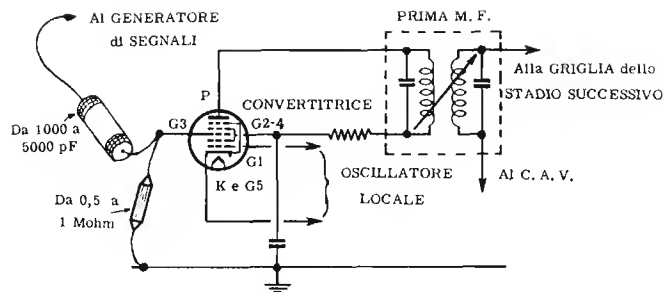 Al GENERATORE
di SEGNALI
PRIMA M. F.
Alla GRIGLIA dello
STADIO SUCCESSIVO
P
CONVERTITRICE
Da 1000 a
5000 pF
G3
G2-4
G1
K e G5
OSCILLATORE
LOCALE
Al C. A. V.
Da 0,5 a
1 Mohm